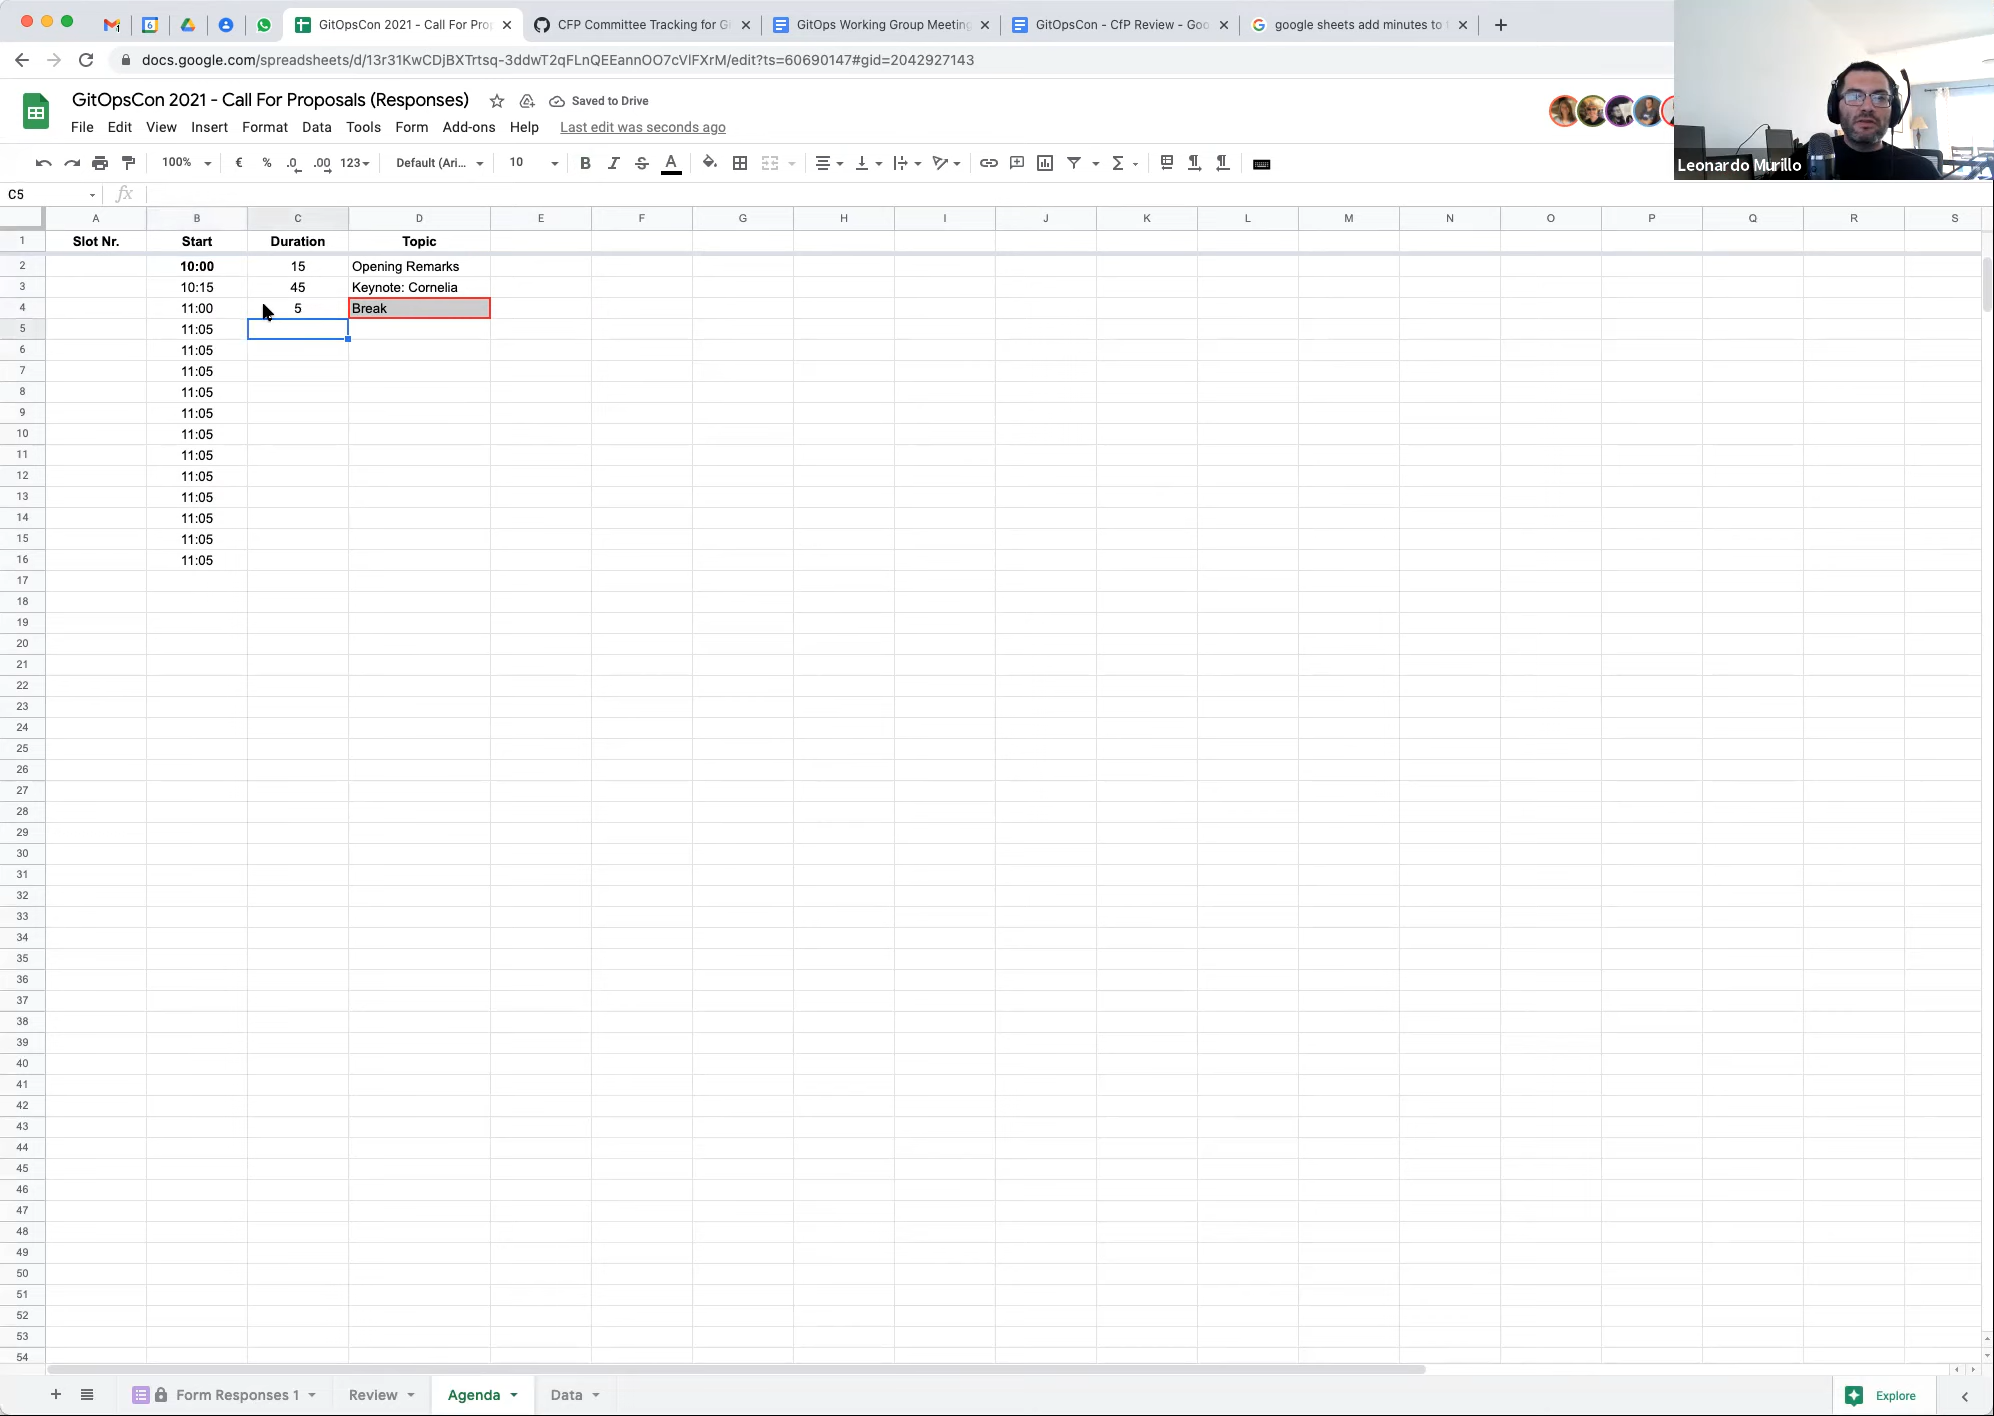 GitOpsCon 2021 - Call For Prop
CFP Committee Tracking for G
GitOps Working Group Meeting
GitOpsCon - CfP Review - Goo
google sheets add minutes to
docs.google.com/spreadsheets/d/13r31KwCDjBXTrtsq-3ddwT2qFLnQEEannOO7cVlFXrM/edit?ts=60690147#gid=2042927143
GitOpsCon 2021 - Call For Proposals (Responses)
Saved to Drive
File Edit View Insert Format Data Tools Form Add-ons Help Last edit was seconds ago
100% € % .0 .00 123 Default (Ari... 10 B I S A
Leonardo Murillo
C5 fx
A B C D E F G H I J K L M N O P Q R S
1 Slot Nr. Start Duration Topic
2 10:00 15 Opening Remarks
3 10:15 45 Keynote: Cornelia
4 11:00 5 Break
5 11:05
6 11:05
7 11:05
8 11:05
9 11:05
10 11:05
11 11:05
12 11:05
13 11:05
14 11:05
15 11:05
16 11:05
17
18
19
20
21
22
23
24
25
26
27
28
29
30
31
32
33
34
35
36
37
38
39
40
41
42
43
44
45
46
47
48
49
50
51
52
53
54
Form Responses 1 Review Agenda Data Explore